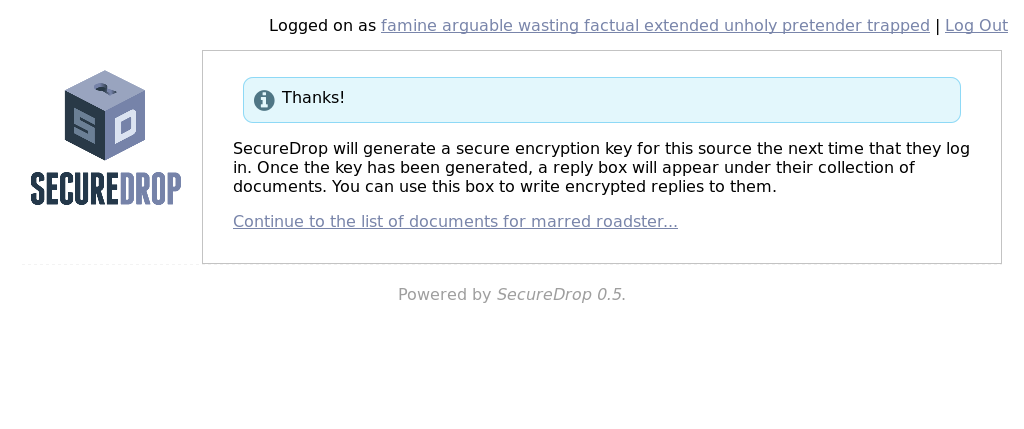 Logged on as famine arguable wasting factual extended unholy pretender trapped | Log Out
SD
SECUREDROP
Thanks!
SecureDrop will generate a secure encryption key for this source the next time that they log
in. Once the key has been generated, a reply box will appear under their collection of
documents. You can use this box to write encrypted replies to them.
Continue to the list of documents for marred roadster...
Powered by SecureDrop 0.5.